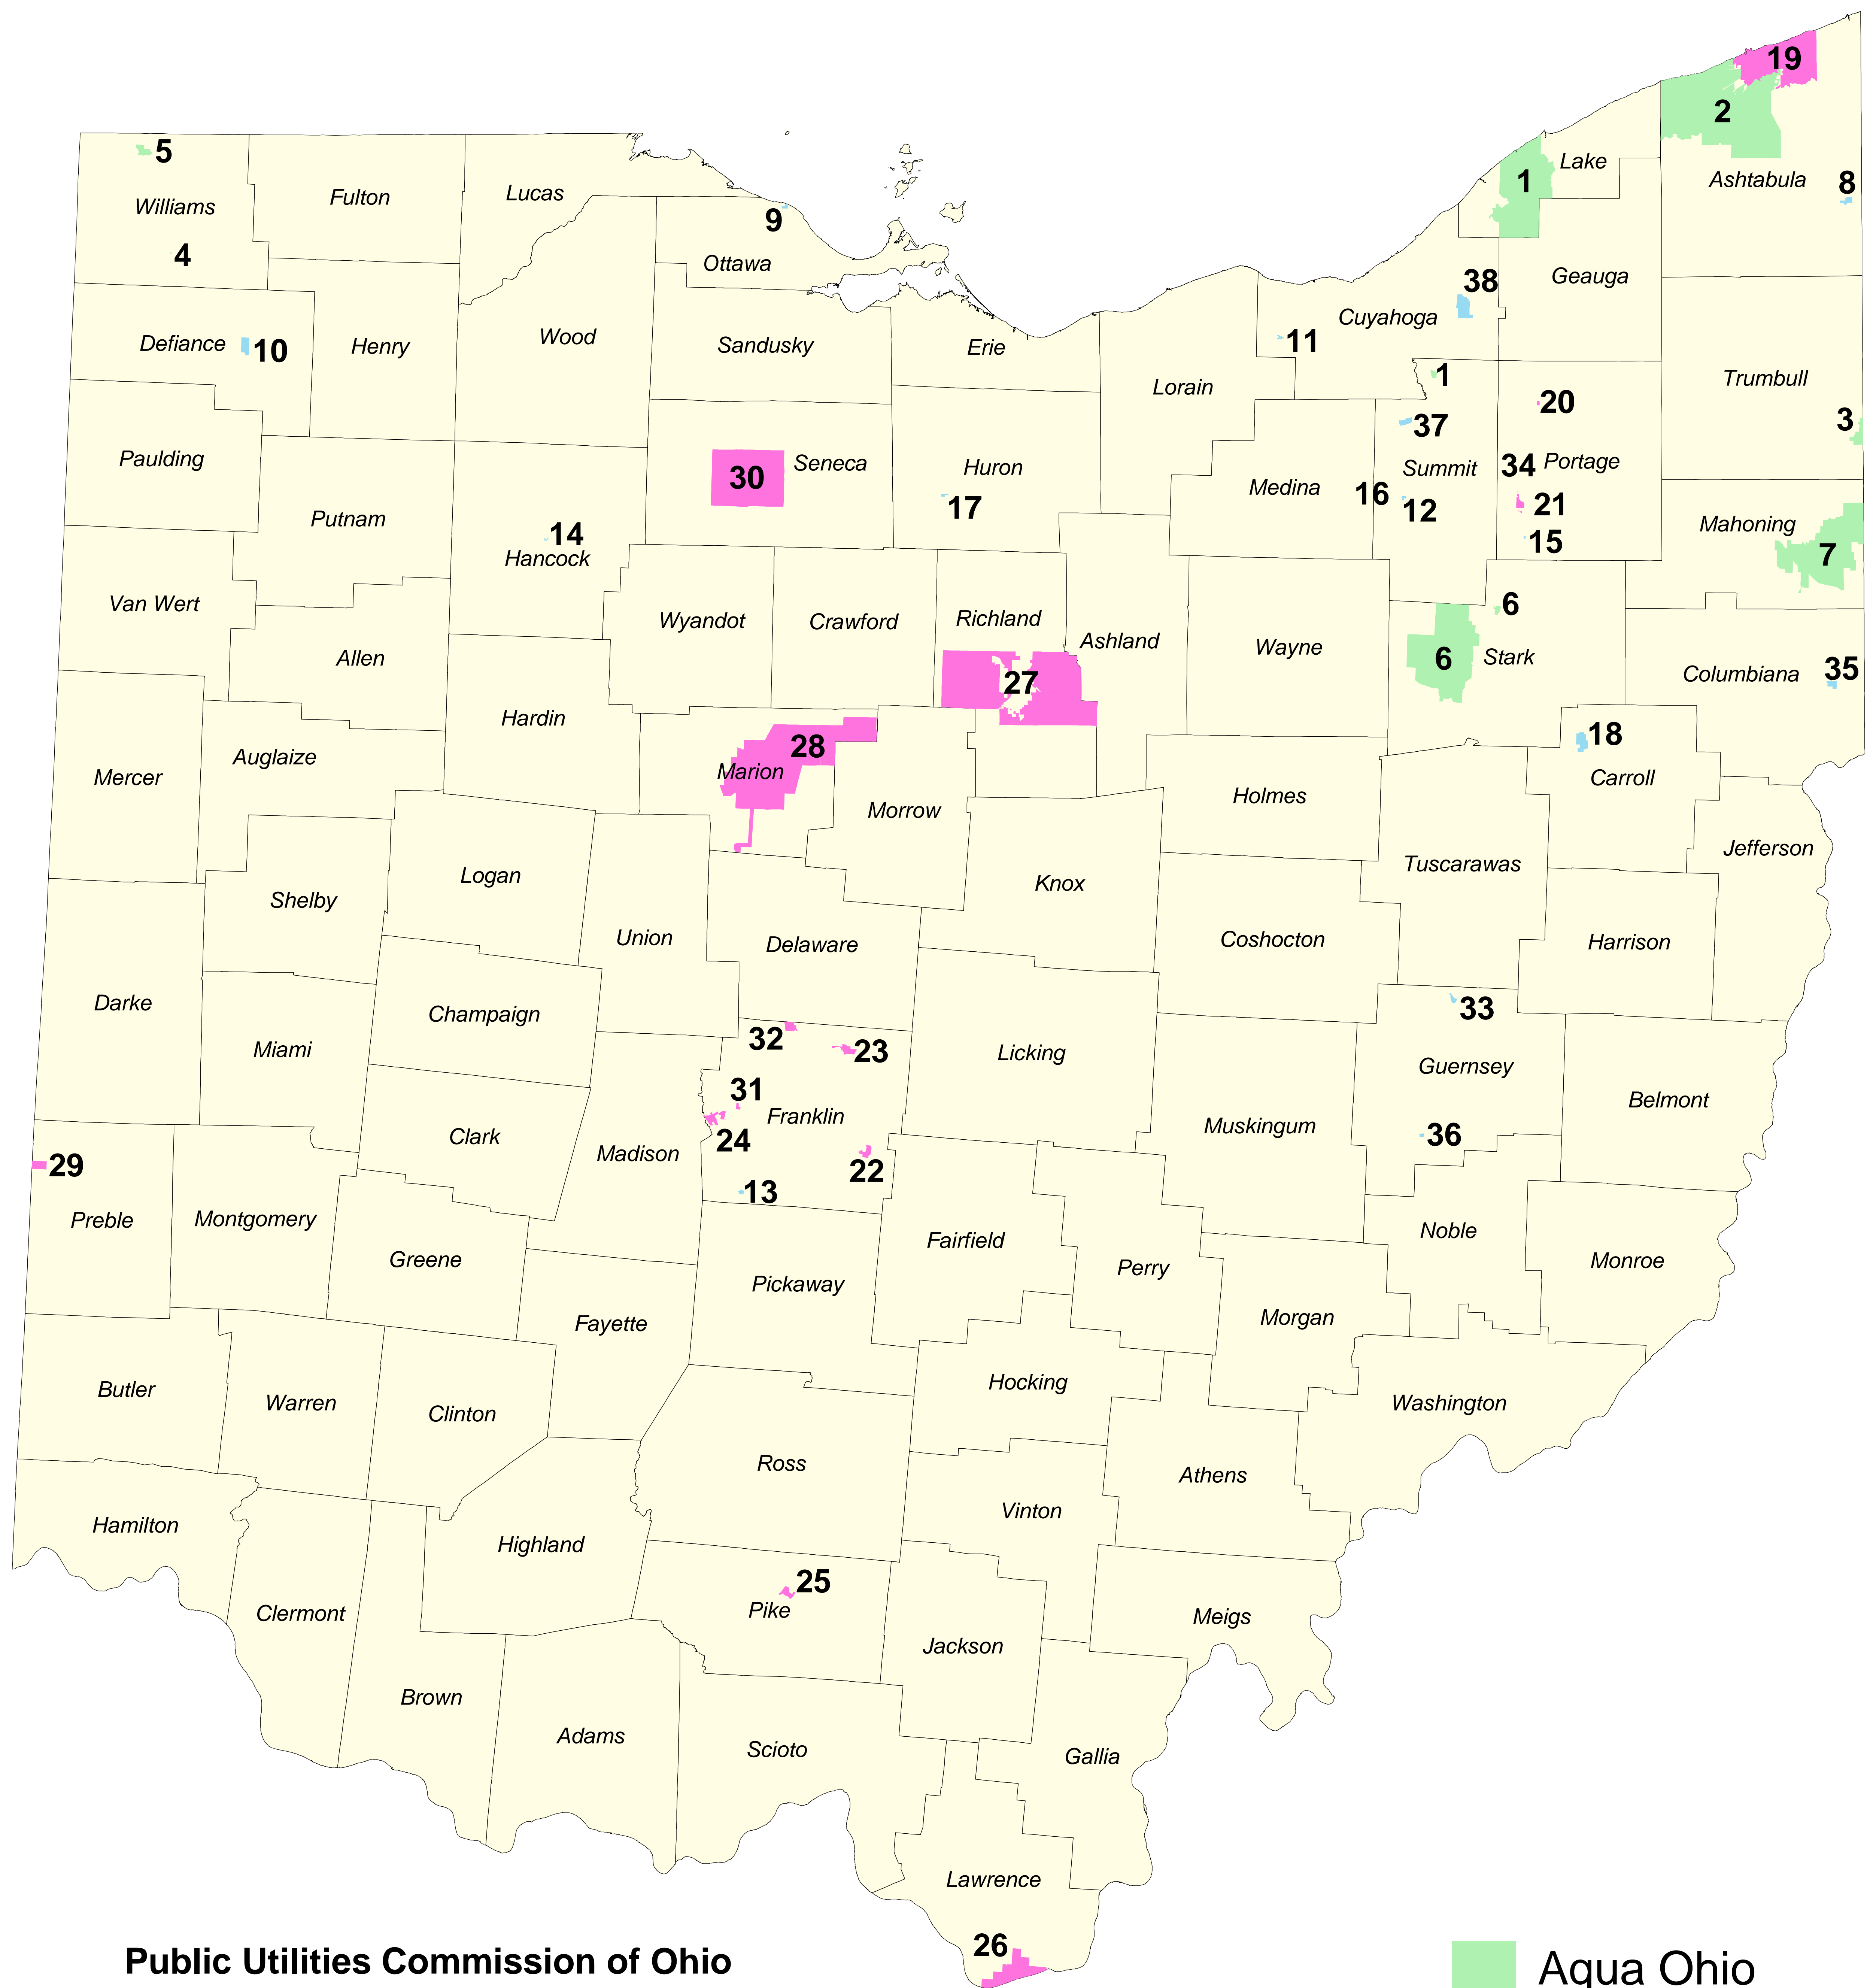 19
2
5
Lake
1
Williams
Fulton
Lucas
Ashtabula
8
9
4
Ottawa
Geauga
38
Cuyahoga
Defiance
10
Henry
Wood
Sandusky
Erie
11
Lorain
1
Trumbull
20
3
37
Paulding
30
Seneca
Huron
Medina
16
Summit
34
Portage
12
21
17
Putnam
14
Hancock
15
Mahoning
7
Van Wert
Allen
Wyandot
Crawford
Richland
Ashland
Wayne
6
6
Stark
Columbiana
35
27
Hardin
28
Marion
18
Carroll
Mercer
Auglaize
Morrow
Holmes
Tuscarawas
Jefferson
Shelby
Logan
Union
Delaware
Knox
Coshocton
Harrison
Darke
Miami
Champaign
32
23
Licking
33
Guernsey
31
Franklin
24
Clark
Madison
22
Muskingum
Belmont
36
29
Preble
Montgomery
13
Greene
Fairfield
Perry
Noble
Monroe
Pickaway
Fayette
Morgan
Butler
Warren
Clinton
Hocking
Washington
Ross
Athens
Hamilton
Highland
Vinton
Clermont
25
Pike
Meigs
Jackson
Brown
Adams
Scioto
Gallia
Lawrence
26
Public Utilities Commission of Ohio
Aqua Ohio